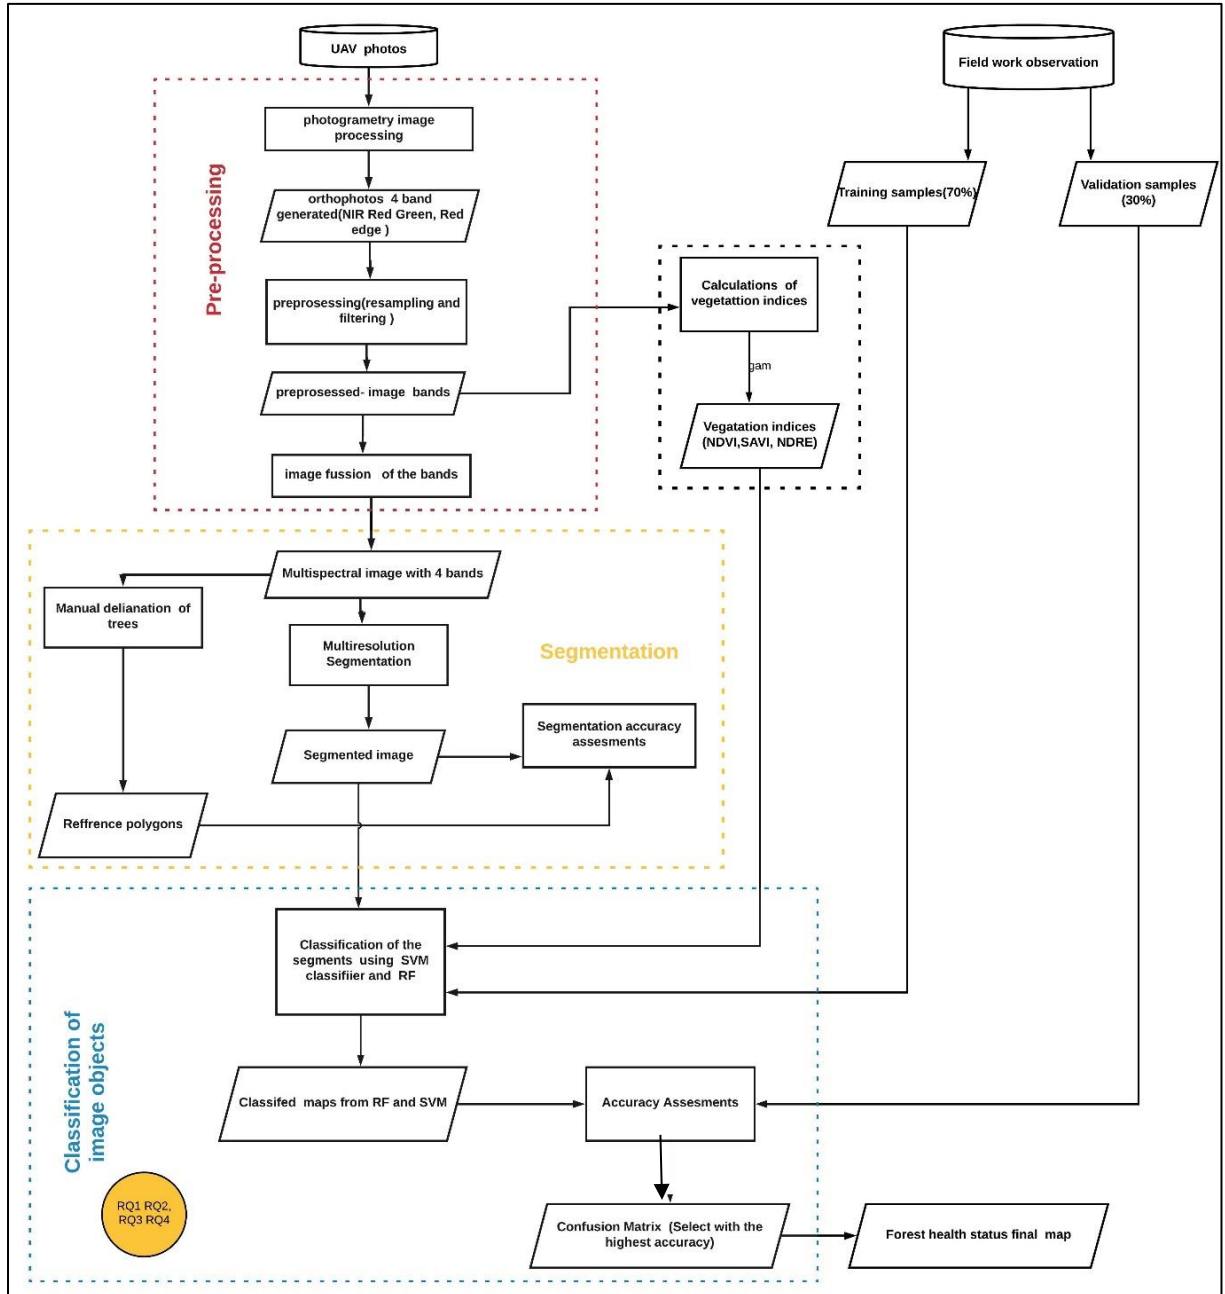 UAV photos
Field work observation
photogrametry image
processing
Pre-processing
orthophotos 4 band
generated(NIR Red Green, Red
edge )
Training samples(70%)
Validation samples
(30%)
preprosessing(resampling and
filtering )
Calculations of
vegetattion indices
gam
preprosessed- image bands
Vegatation indices
(NDVI,SAVI, NDRE)
image fussion of the bands
Multispectral image with 4 bands
Manual delianation of
trees
Multiresolution
Segmentation
Segmentation
Segmented image
Segmentation accuracy
assesments
Reffrence polygons
Classification of the
segments using SVM
classifiier and RF
Classification of
image objects
Classifed maps from RF and SVM
Accuracy Assesments
RQ1 RQ2,
RQ3 RQ4
Confusion Matrix (Select with the
highest accuracy)
Forest health status final map